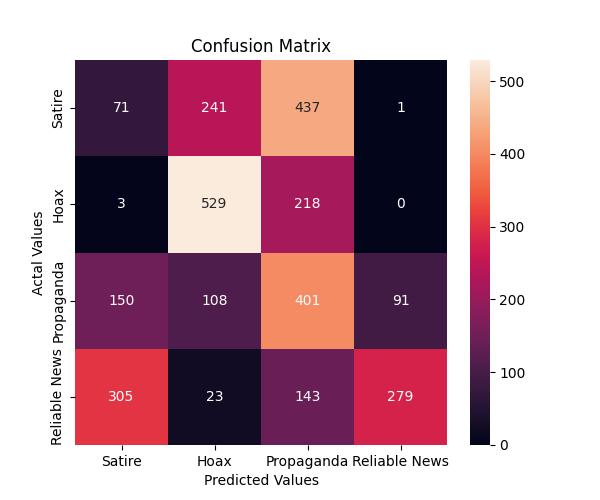 Confusion Matrix
Satire
71 241 437 1
Hoax
3 529 218 0
Propaganda
150 108 401 91
Reliable News
305 23 143 279
Actal Values
Satire Hoax Propaganda Reliable News
Predicted Values
500
400
300
200
100
0